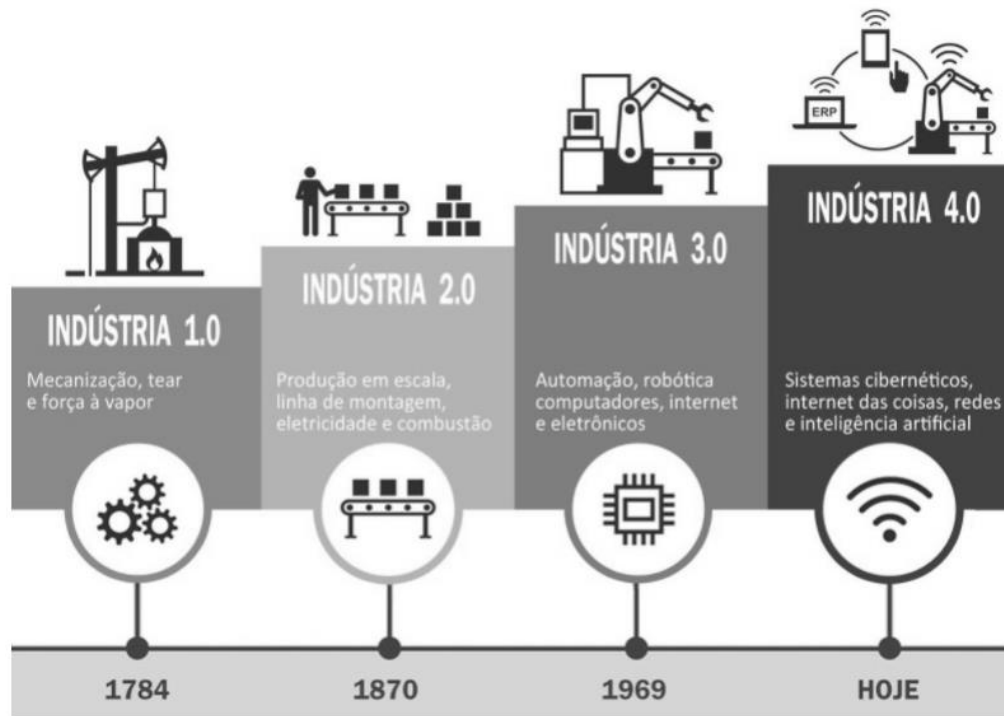 ERP
INDÚSTRIA 1.0
Mecanização, tear
e força à vapor
1784
INDÚSTRIA 2.0
Produção em escala,
linha de montagem,
eletricidade e combustão
1870
INDÚSTRIA 3.0
Automação, robótica
computadores, internet
e eletrônicos
1969
INDÚSTRIA 4.0
Sistemas cibernéticos,
internet das coisas, redes
e inteligência artificial
HOJE